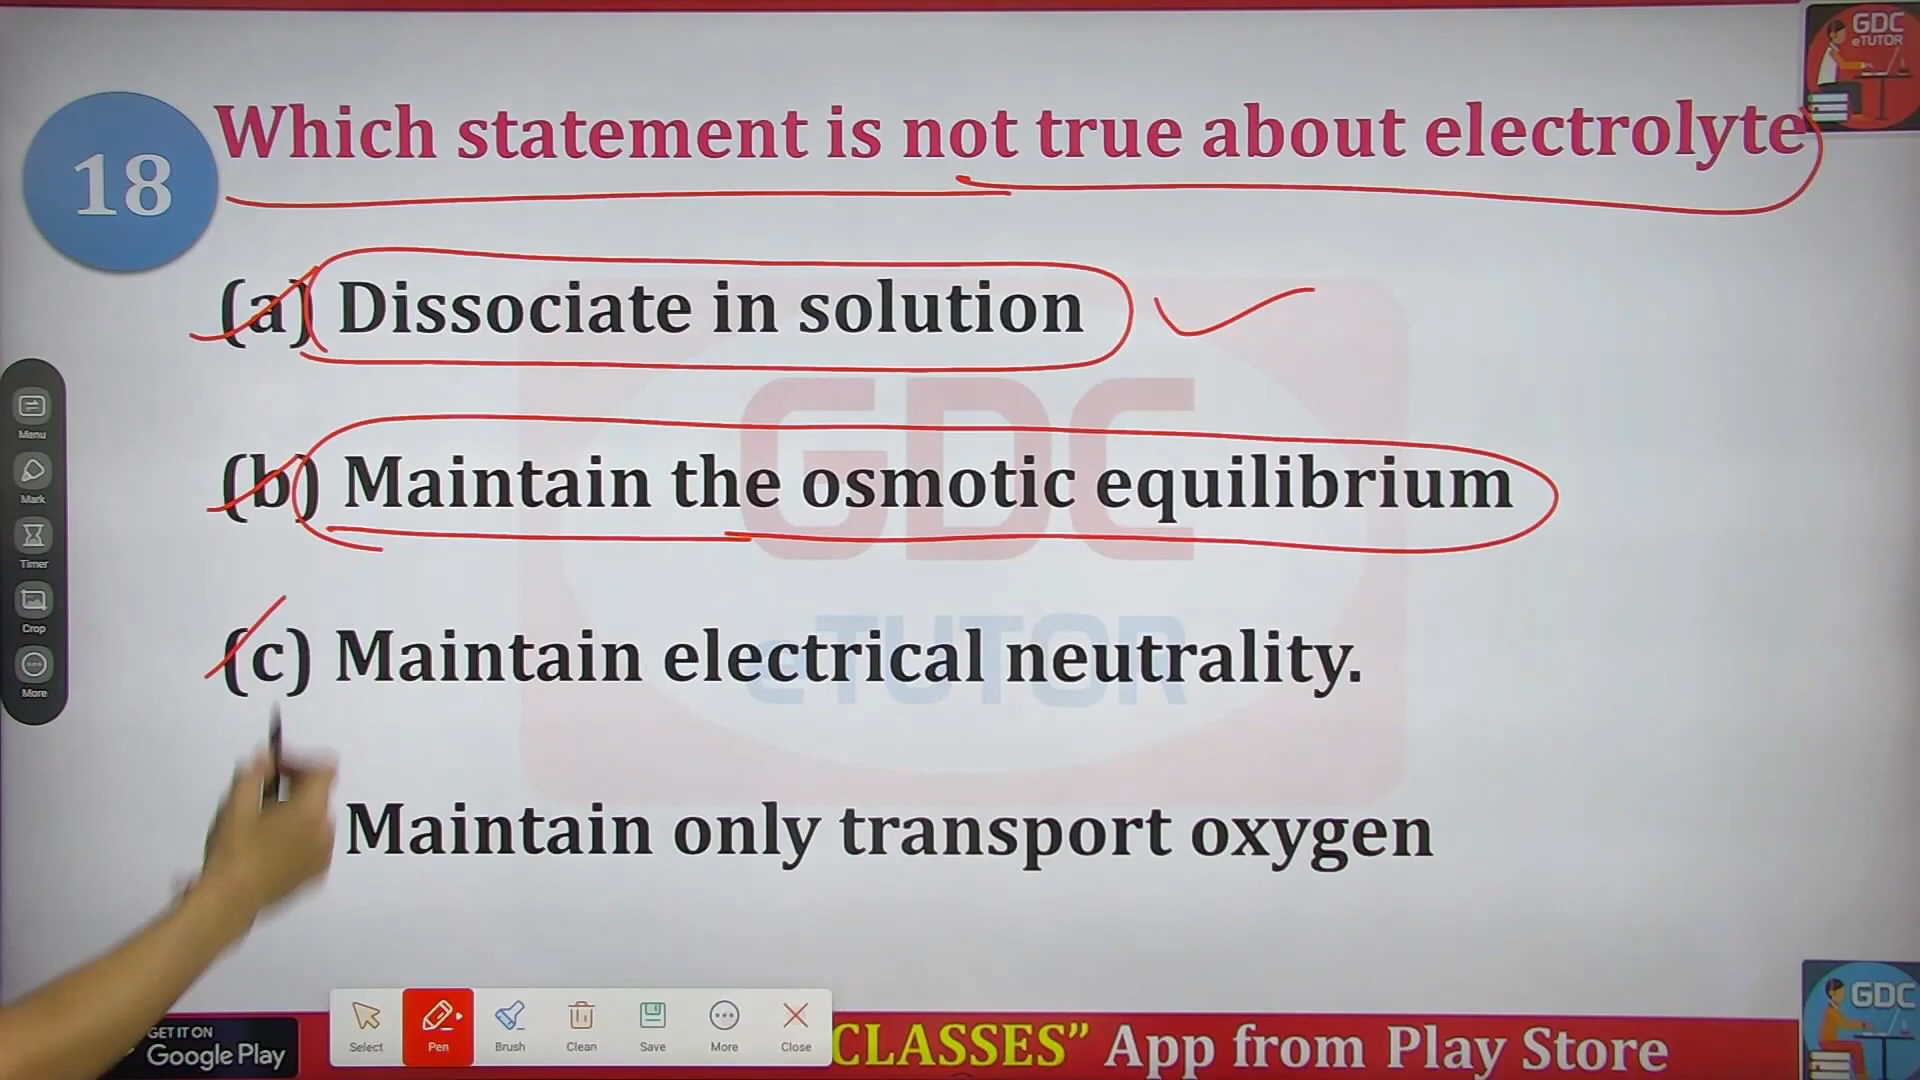 GDC
eTUTOR
18
Which statement is not true about electrolyte
(a) Dissociate in solution
(b) Maintain the osmotic equilibrium
(c) Maintain electrical neutrality.
Maintain only transport oxygen
GDC
eTUTOR
Menu
Mark
Timer
Crop
More
Select
Pen
Brush
Clean
Save
More
Close
GET IT ON
Google Play
CLASSES” App from Play Store
GDC